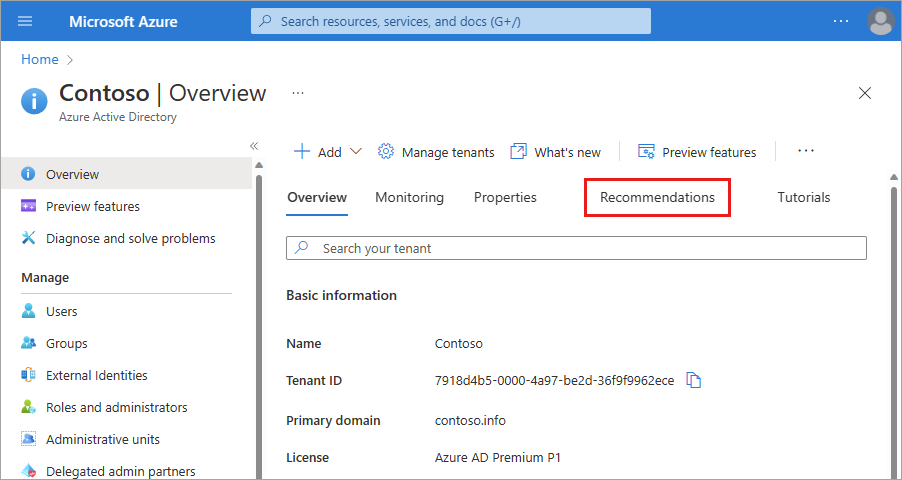 Microsoft Azure
Search resources, services, and docs (G+/)
Home
Contoso | Overview
Azure Active Directory
Overview
Preview features
Diagnose and solve problems
Manage
Users
Groups
External Identities
Roles and administrators
Administrative units
Delegated admin partners
Add
Manage tenants
What's new
Preview features
Overview Monitoring Properties Recommendations Tutorials
Search your tenant
Basic information
Name Contoso
Tenant ID 7918d4b5-0000-4a97-be2d-36f9f9962ece
Primary domain contoso.info
License Azure AD Premium P1